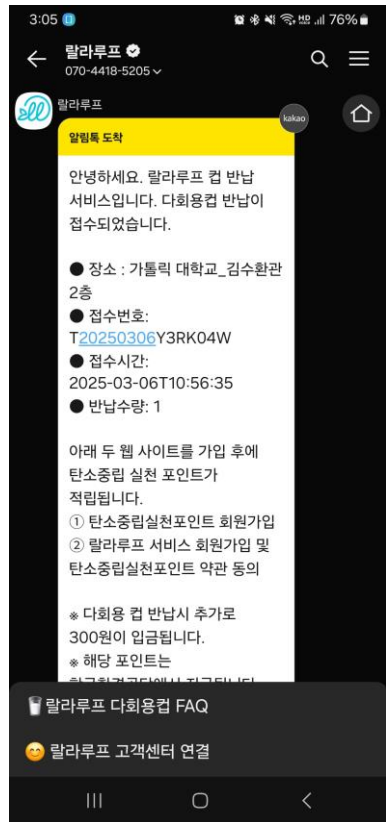 3:05
76%
랄라루프
070-4418-5205
랄라루프
kakao
알림톡 도착
안녕하세요. 랄라루프 컵 반납
서비스입니다. 다회용컵 반납이
접수되었습니다.
● 장소 : 가톨릭 대학교_김수환관
2층
● 접수번호:
T20250306Y3RK04W
● 접수시간:
2025-03-06T10:56:35
● 반납수량: 1
아래 두 웹 사이트를 가입 후에
탄소중립 실천 포인트가
적립됩니다.
① 탄소중립실천포인트 회원가입
② 랄라루프 서비스 회원가입 및
탄소중립실천포인트 약관 동의
※ 다회용 컵 반납시 추가로
300원이 입금됩니다.
※ 해당 포인트는
랄라루프 다회용컵 FAQ
랄라루프 고객센터 연결